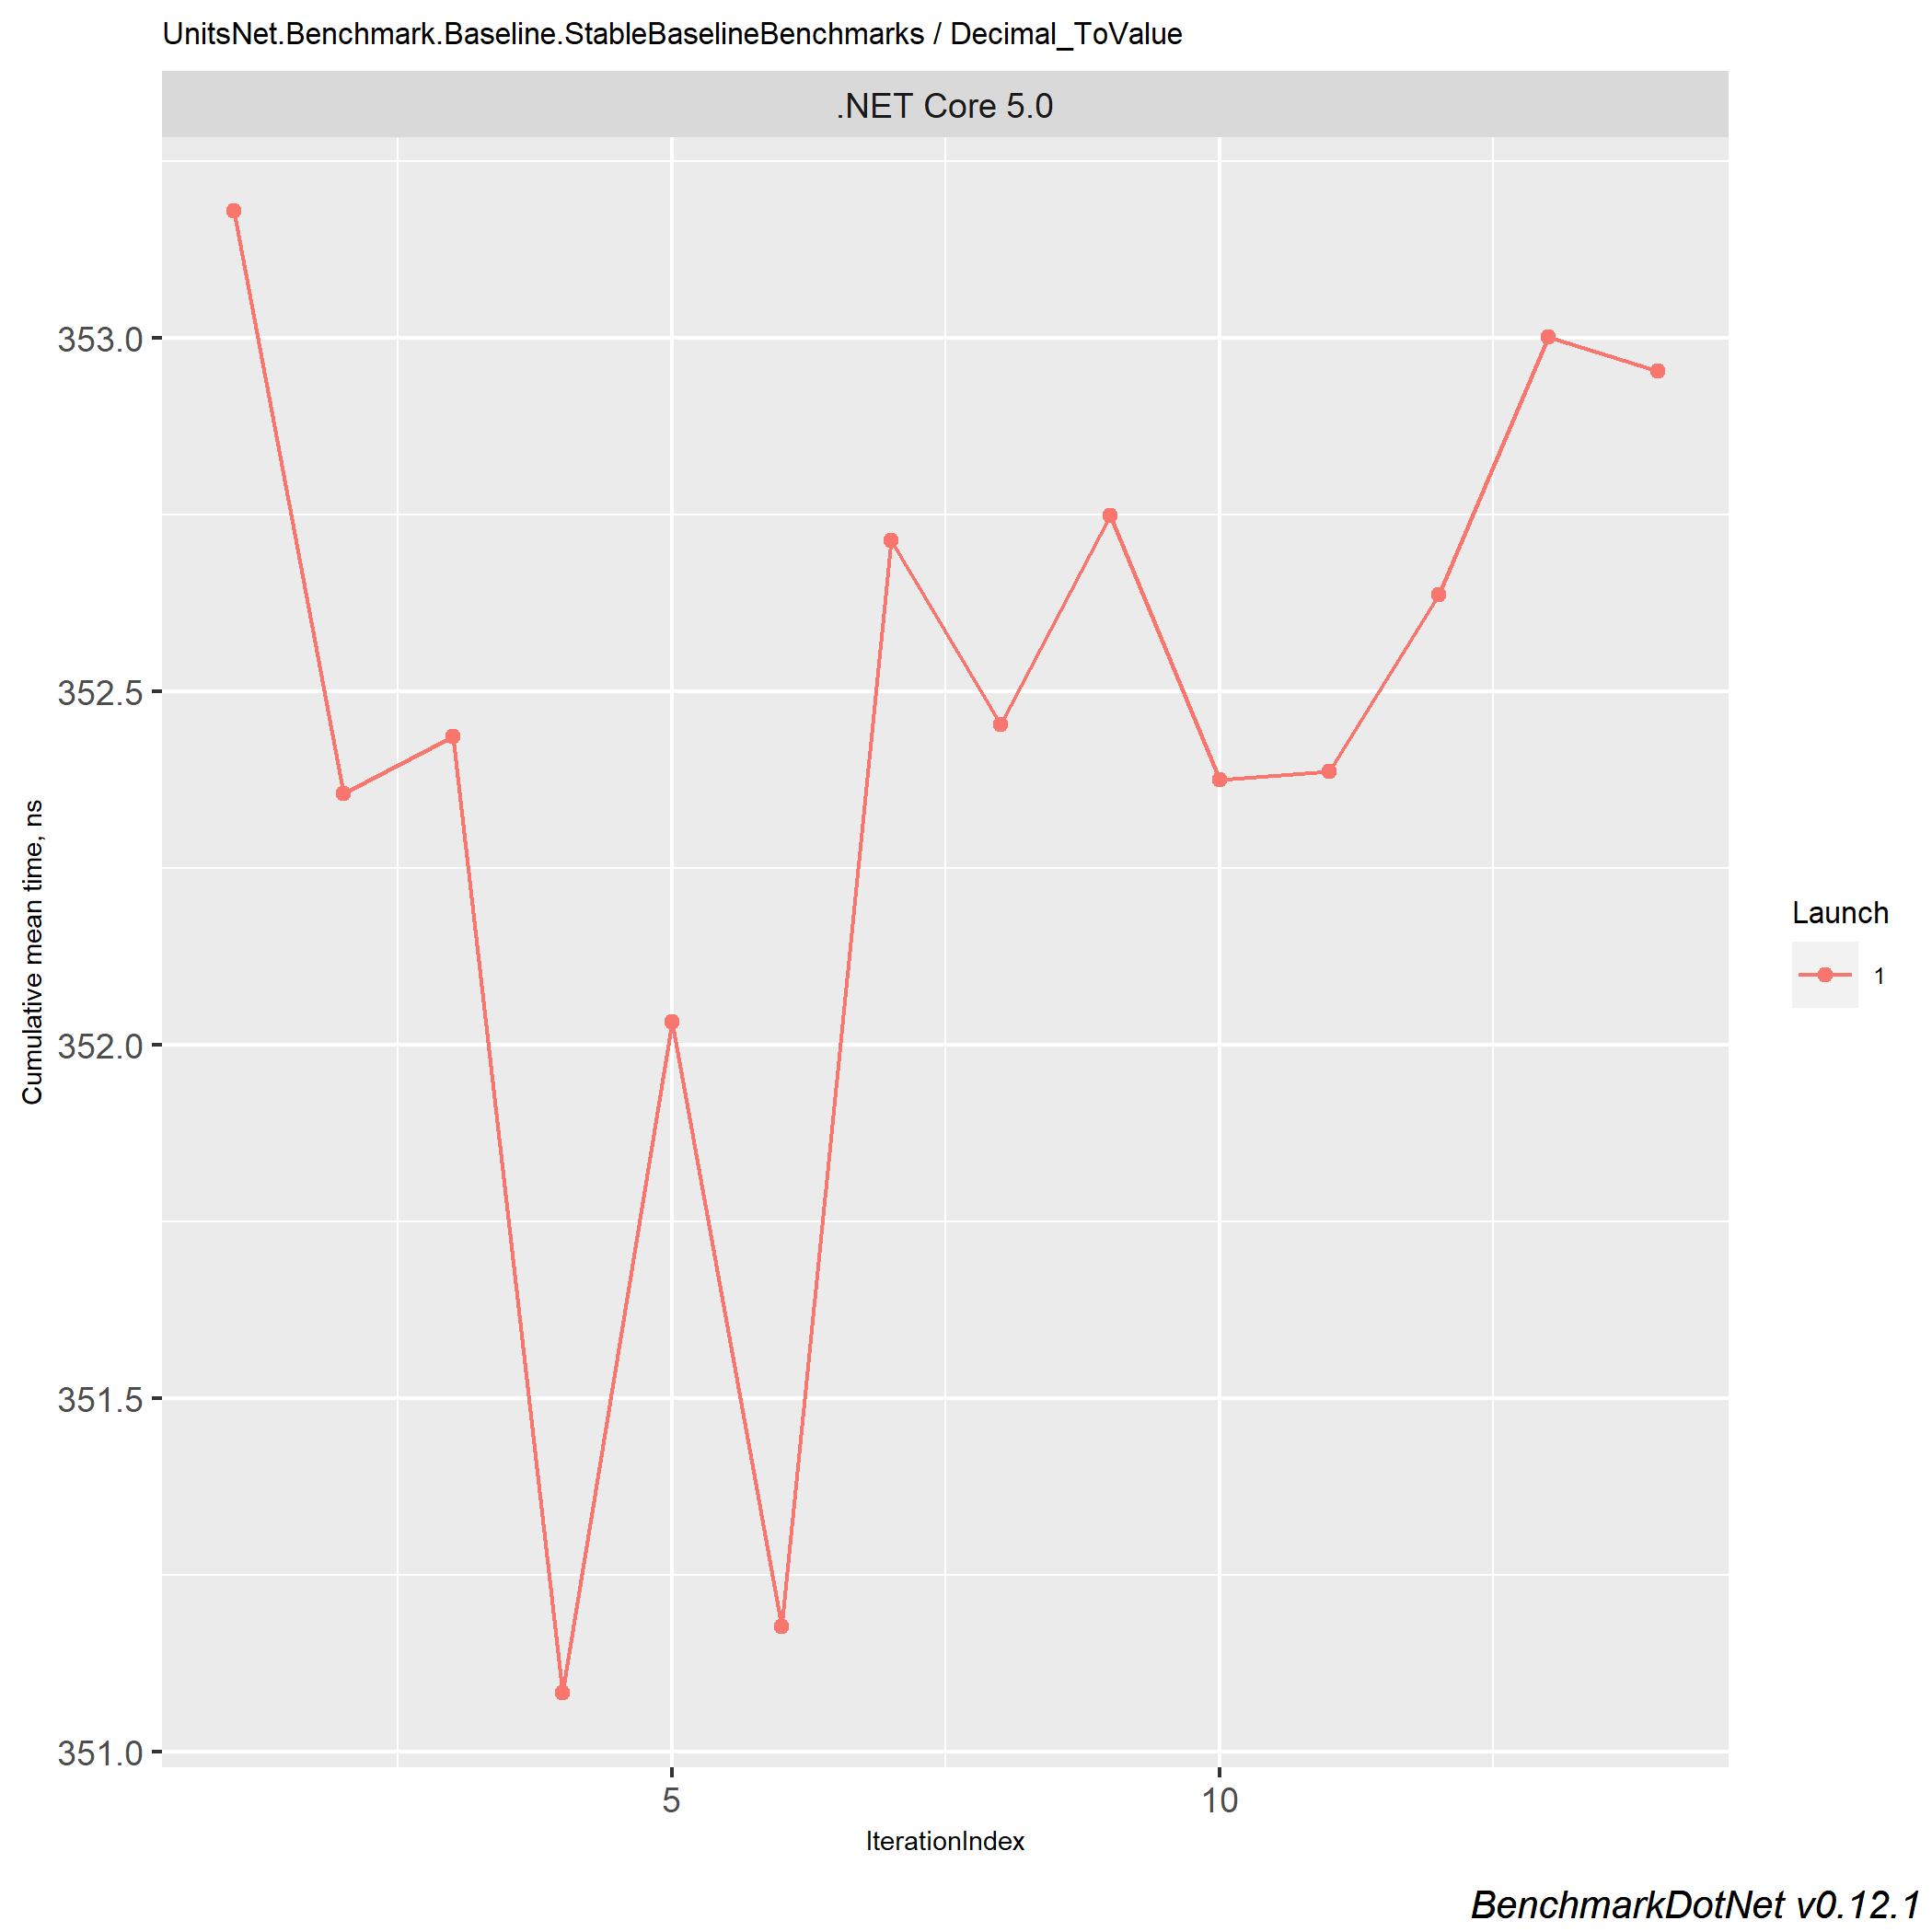 UnitsNet.Benchmark.Baseline.StableBaselineBenchmarks / Decimal_ToValue
.NET Core 5.0
Cumulative mean time, ns
353.0
352.5
352.0
351.5
351.0
5
10
IterationIndex
Launch
1
BenchmarkDotNet v0.12.1